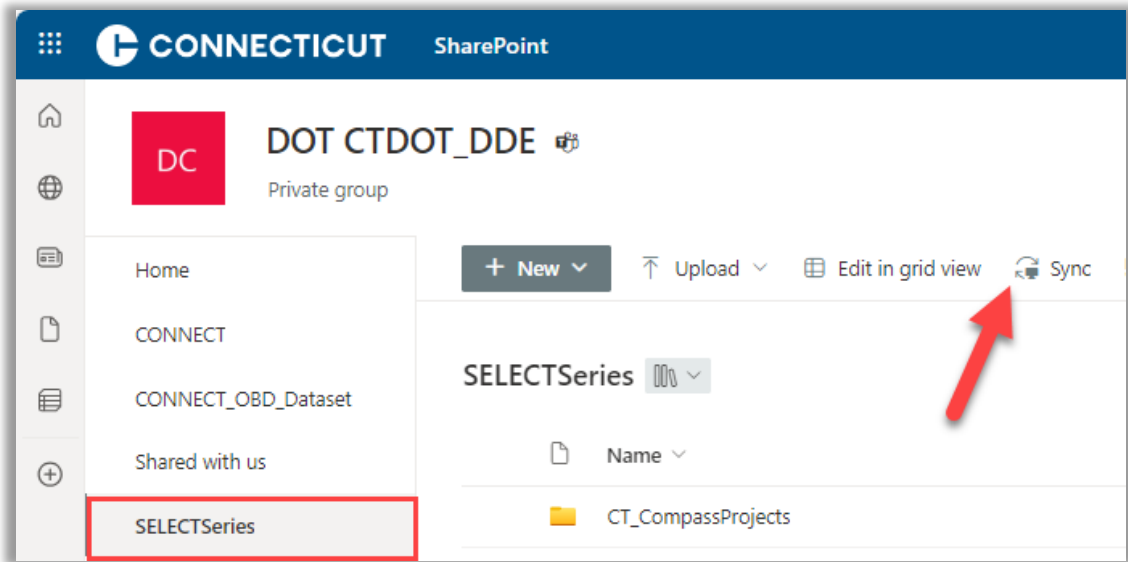 CONNECTICUT SharePoint
DC
DOT CTDOT_DDE
Private group
Home
CONNECT
CONNECT_OBD_Dataset
Shared with us
SELECTSeries
+ New Upload Edit in grid view Sync
SELECTSeries
Name
CT_CompassProjects